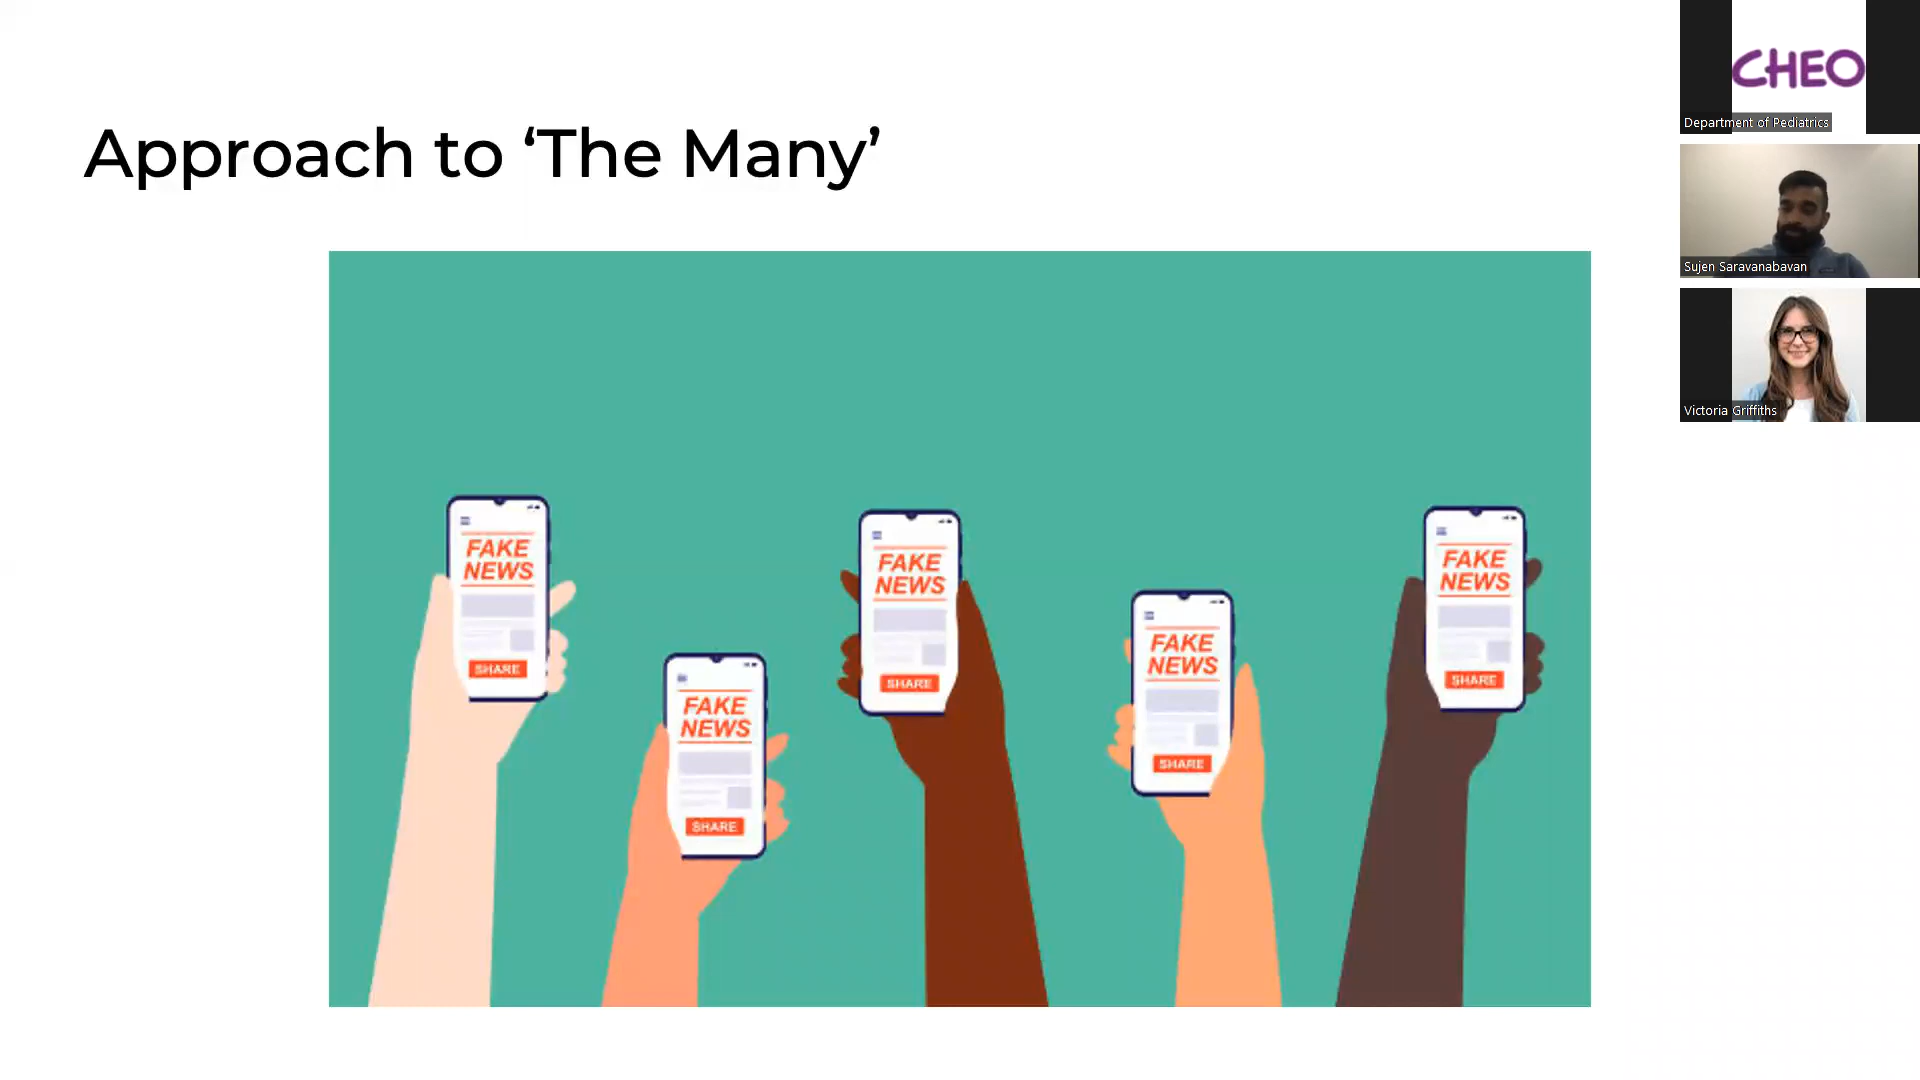 Approach to ‘The Many’
CHEO
Department of Pediatrics
Sujen Saravanabavan
Victoria Griffiths
FAKE
NEWS
SHARE
FAKE
NEWS
SHARE
FAKE
NEWS
SHARE
FAKE
NEWS
SHARE
FAKE
NEWS
SHARE